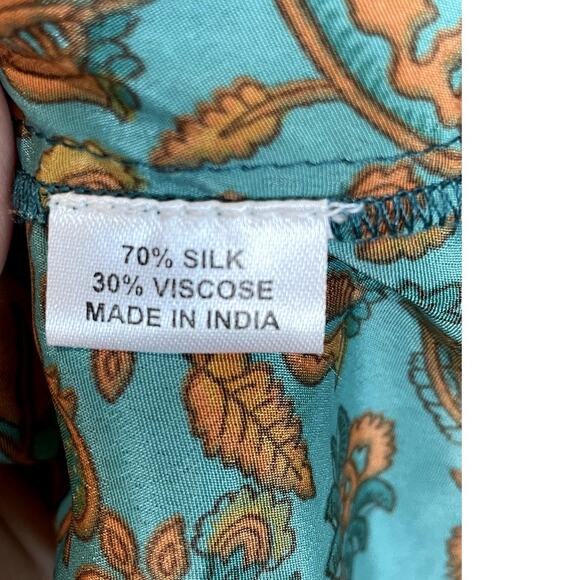 70% SILK
30% VISCOSE
MADE IN INDIA